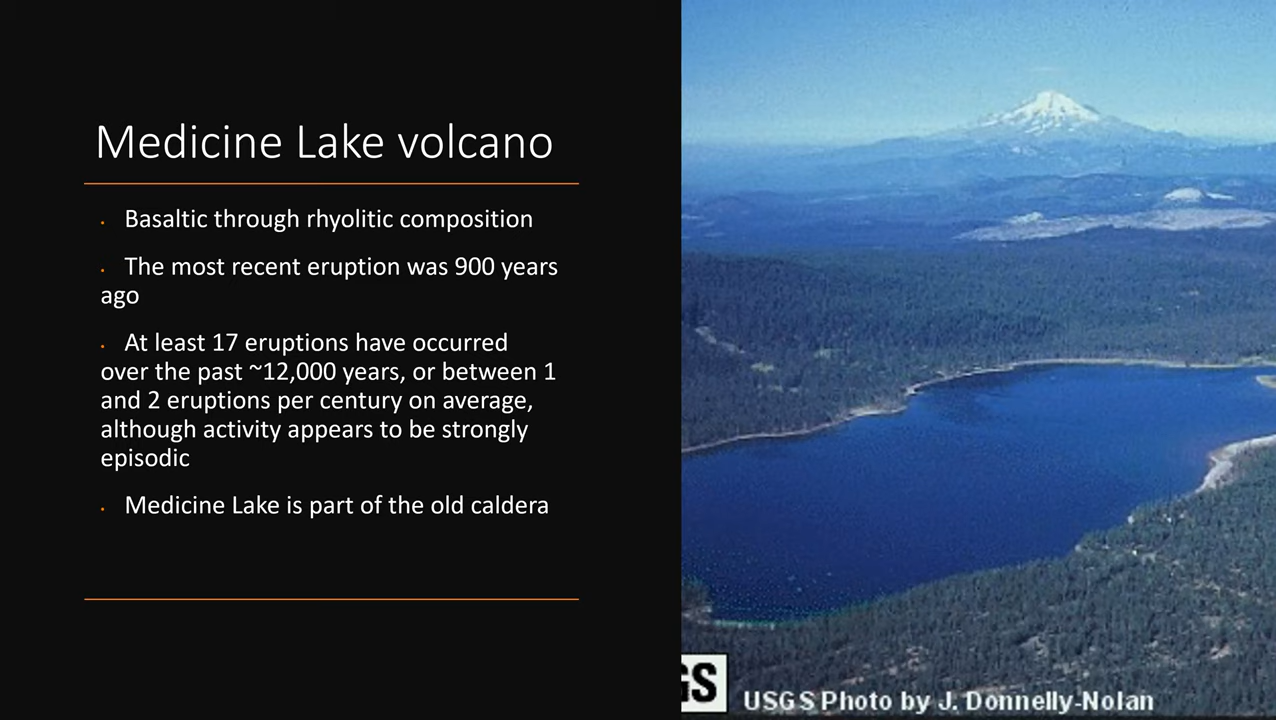 Medicine Lake volcano
• Basaltic through rhyolitic composition
• The most recent eruption was 900 years
ago
• At least 17 eruptions have occurred
over the past ~12,000 years, or between 1
and 2 eruptions per century on average,
although activity appears to be strongly
episodic
• Medicine Lake is part of the old caldera
GS
USGS Photo by J. Donnelly-Nolan